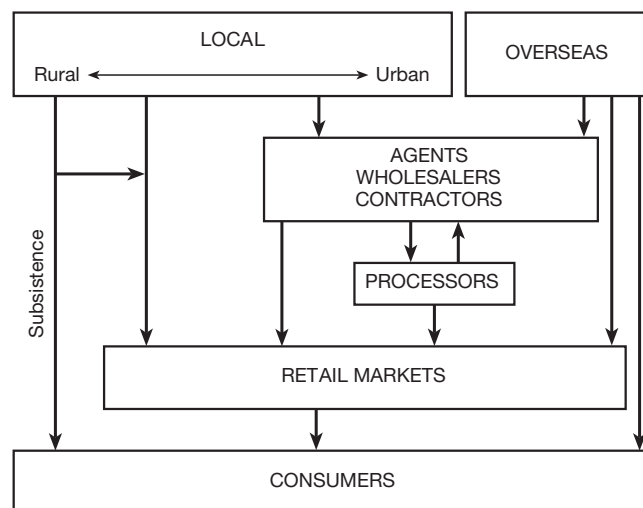 LOCAL
Rural
Urban
OVERSEAS
AGENTS
WHOLESALERS
CONTRACTORS
PROCESSORS
Subsistence
RETAIL MARKETS
CONSUMERS